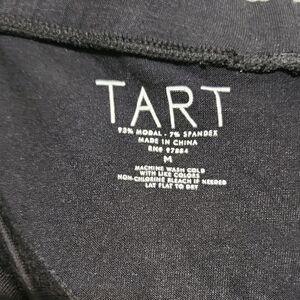 TART
93% MODAL - 7% SPANDEX
MADE IN CHINA
RN# 97884
M
MACHINE WASH COLD
WITH LIKE COLORS
NON-CHLORINE BLEACH IF NEEDED
LAY FLAT TO DRY